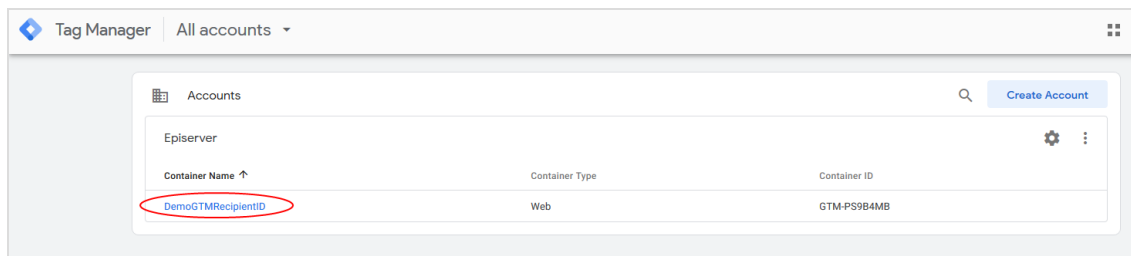 Tag Manager All accounts
Accounts Create Account
Episerver
Container Name Container Type Container ID
DemoGTMRecipientID Web GTM-PS9B4MB